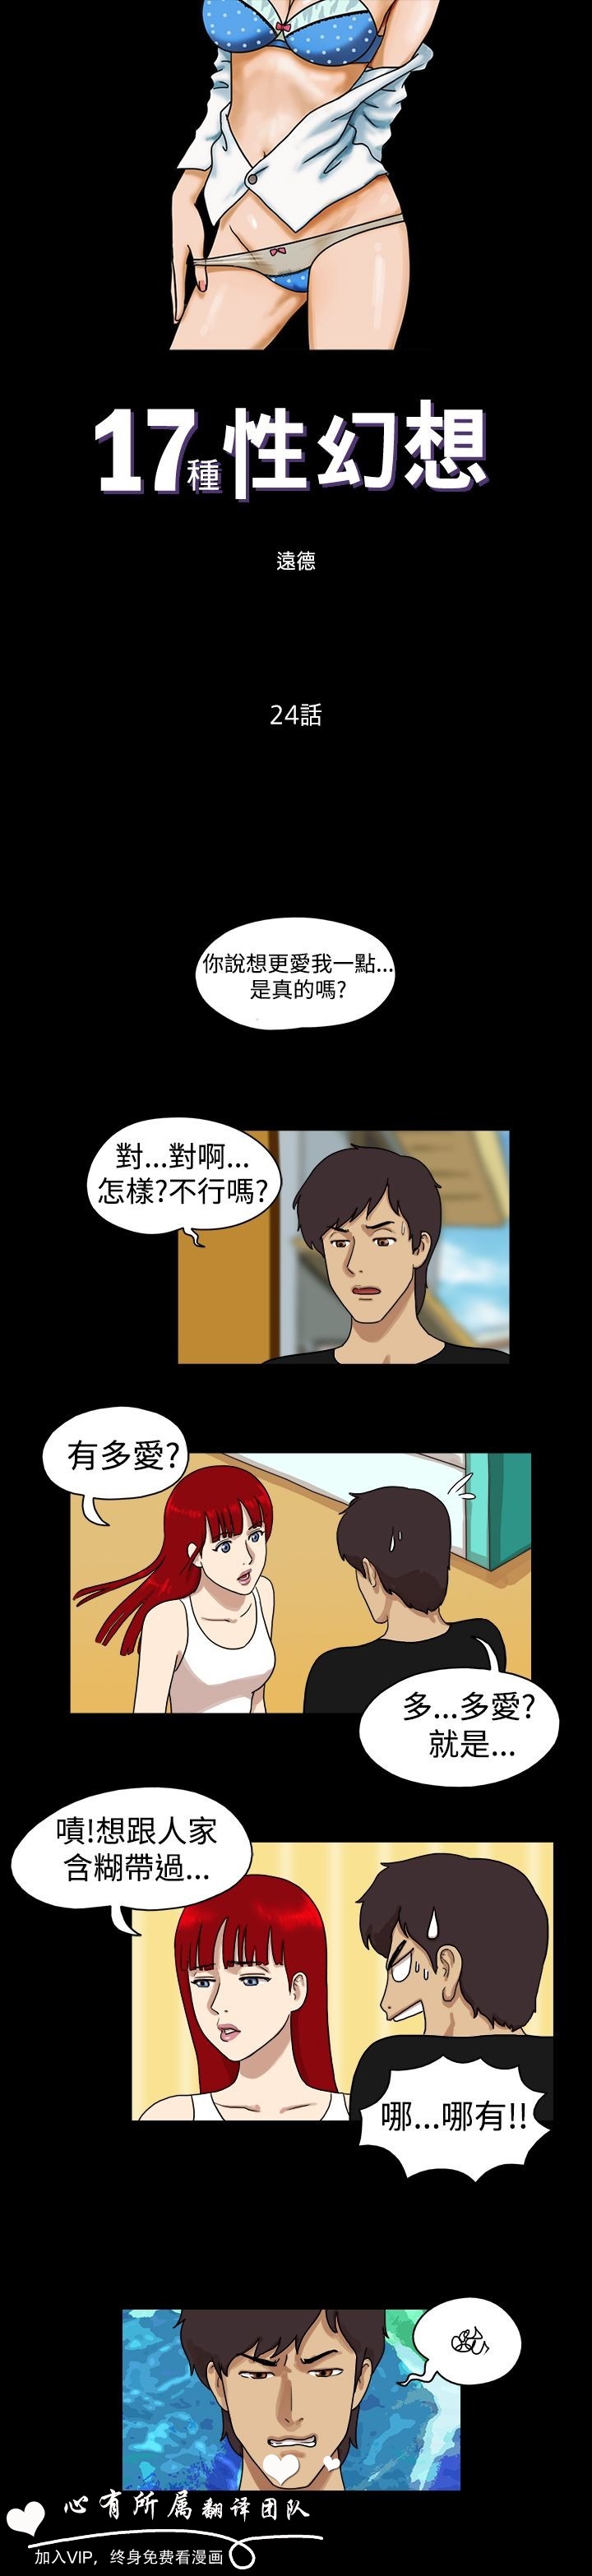 17種性幻想
遠德
24話
你說想更愛我一點...
是真的嗎?
對...對啊...
怎樣?不行嗎?
有多愛?
多...多愛?
就是...
嘖!想跟人家
含糊帶過...
哪...哪有!!
心有所属翻译团队
加入VIP，终身免费看漫画